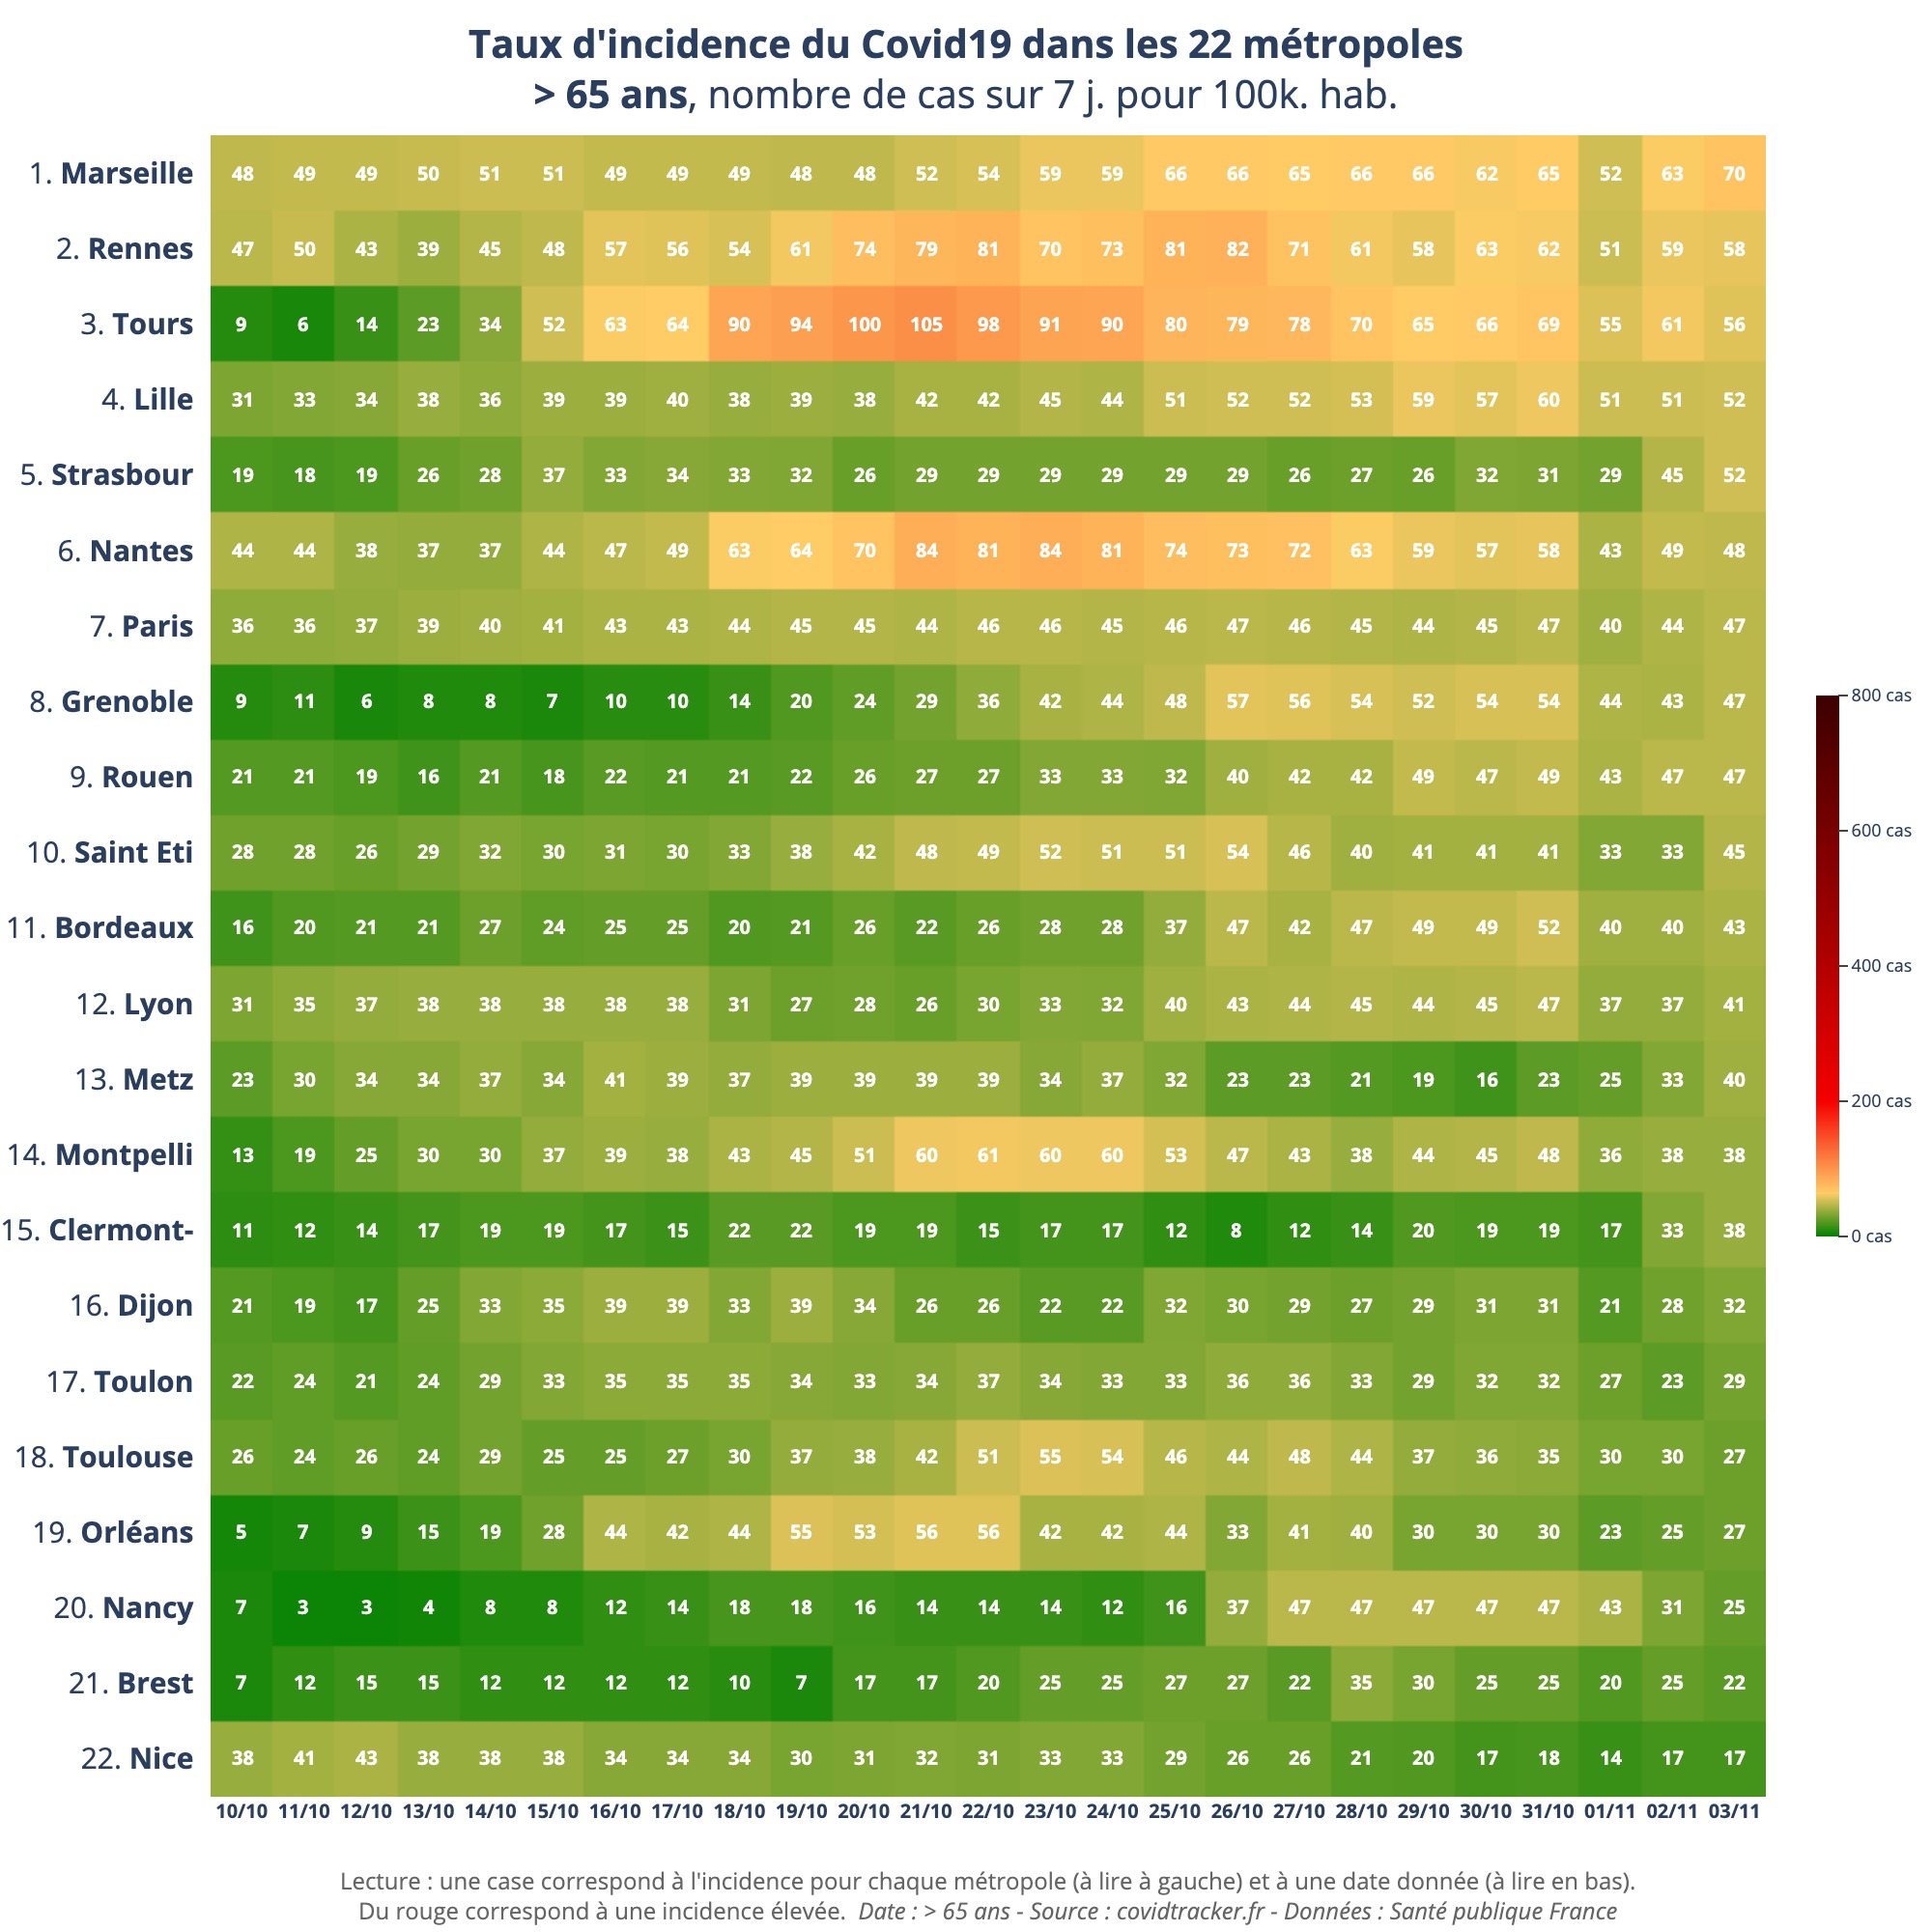 Taux d'incidence du Covid19 dans les 22 métropoles
> 65 ans, nombre de cas sur 7 j. pour 100k. hab.
1. Marseille 48 49 49 50 51 51 49 49 49 48 48 52 54 59 59 66 66 65 66 66 62 65 52 63 70
2. Rennes 47 50 43 39 45 48 57 56 54 61 74 79 81 70 73 81 82 71 61 58 63 62 51 59 58
3. Tours 9 6 14 23 34 52 63 64 90 94 100 105 98 91 90 80 79 78 70 65 66 69 55 61 56
4. Lille 31 33 34 38 36 39 39 40 38 39 38 42 42 45 44 51 52 52 53 59 57 60 51 51 52
5. Strasbour 19 18 19 26 28 37 33 34 33 32 26 29 29 29 29 29 29 26 27 26 32 31 29 45 52
6. Nantes 44 44 38 37 37 44 47 49 63 64 70 84 81 84 81 74 73 72 63 59 57 58 43 49 48
7. Paris 36 36 37 39 40 41 43 43 44 45 45 44 46 46 45 46 47 46 45 44 45 47 40 44 47
8. Grenoble 9 11 6 8 8 7 10 10 14 20 24 29 36 42 44 48 57 56 54 52 54 54 44 43 47
800 cas
9. Rouen 21 21 19 16 21 18 22 21 21 22 26 27 27 33 33 32 40 42 42 49 47 49 43 47 47
600 cas
10. Saint Eti 28 28 26 29 32 30 31 30 33 38 42 48 49 52 51 51 54 46 40 41 41 41 33 33 45
11. Bordeaux 16 20 21 21 27 24 25 25 20 21 26 22 26 28 28 37 47 42 47 49 49 52 40 40 43
400 cas
12. Lyon 31 35 37 38 38 38 38 38 31 27 28 26 30 33 32 40 43 44 45 44 45 47 37 37 41
13. Metz 23 30 34 34 37 34 41 39 37 39 39 39 39 34 37 32 23 23 21 19 16 23 25 33 40
200 cas
14. Montpelli 13 19 25 30 30 37 39 38 43 45 51 60 61 60 60 53 47 43 38 44 45 48 36 38 38
15. Clermont- 11 12 14 17 19 19 17 15 22 22 19 19 15 17 17 12 8 12 14 20 19 19 17 33 38
0 cas
16. Dijon 21 19 17 25 33 35 39 39 33 39 34 26 26 22 22 32 30 29 27 29 31 31 21 28 32
17. Toulon 22 24 21 24 29 33 35 35 35 34 33 34 37 34 33 33 36 36 33 29 32 32 27 23 29
18. Toulouse 26 24 26 24 29 25 25 27 30 37 38 42 51 55 54 46 44 48 44 37 36 35 30 30 27
19. Orléans 5 7 9 15 19 28 44 42 44 55 53 56 56 42 42 44 33 41 40 30 30 30 23 25 27
20. Nancy 7 3 3 4 8 8 12 14 18 18 16 14 14 14 12 16 37 47 47 47 47 47 43 31 25
21. Brest 7 12 15 15 12 12 12 12 10 7 17 17 20 25 25 27 27 22 35 30 25 25 20 25 22
22. Nice 38 41 43 38 38 38 34 34 34 30 31 32 31 33 33 29 26 26 21 20 17 18 14 17 17
10/10 11/10 12/10 13/10 14/10 15/10 16/10 17/10 18/10 19/10 20/10 21/10 22/10 23/10 24/10 25/10 26/10 27/10 28/10 29/10 30/10 31/10 01/11 02/11 03/11
Lecture : une case correspond à l'incidence pour chaque métropole (à lire à gauche) et à une date donnée (à lire en bas).
Du rouge correspond à une incidence élevée. Date : > 65 ans - Source : covidtracker.fr - Données : Santé publique France